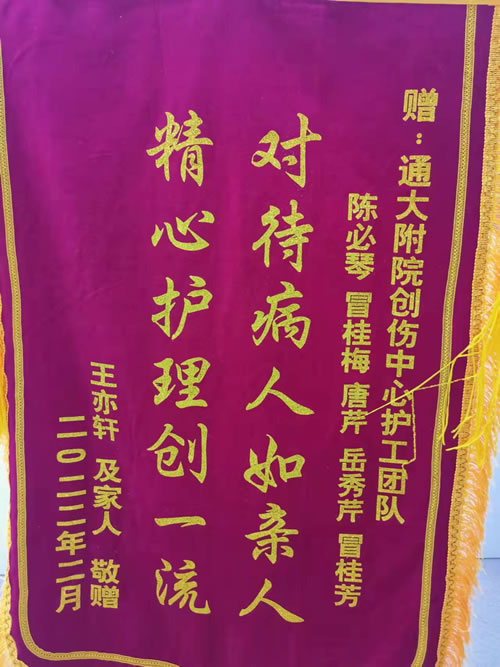 赠：通大附院创伤中心护工团队
陈必琴 冒桂梅 唐芹 岳秀芹 冒桂芳
对待病人如亲人
精心护理创一流
王亦轩 及家人 敬赠
二〇二二年二月